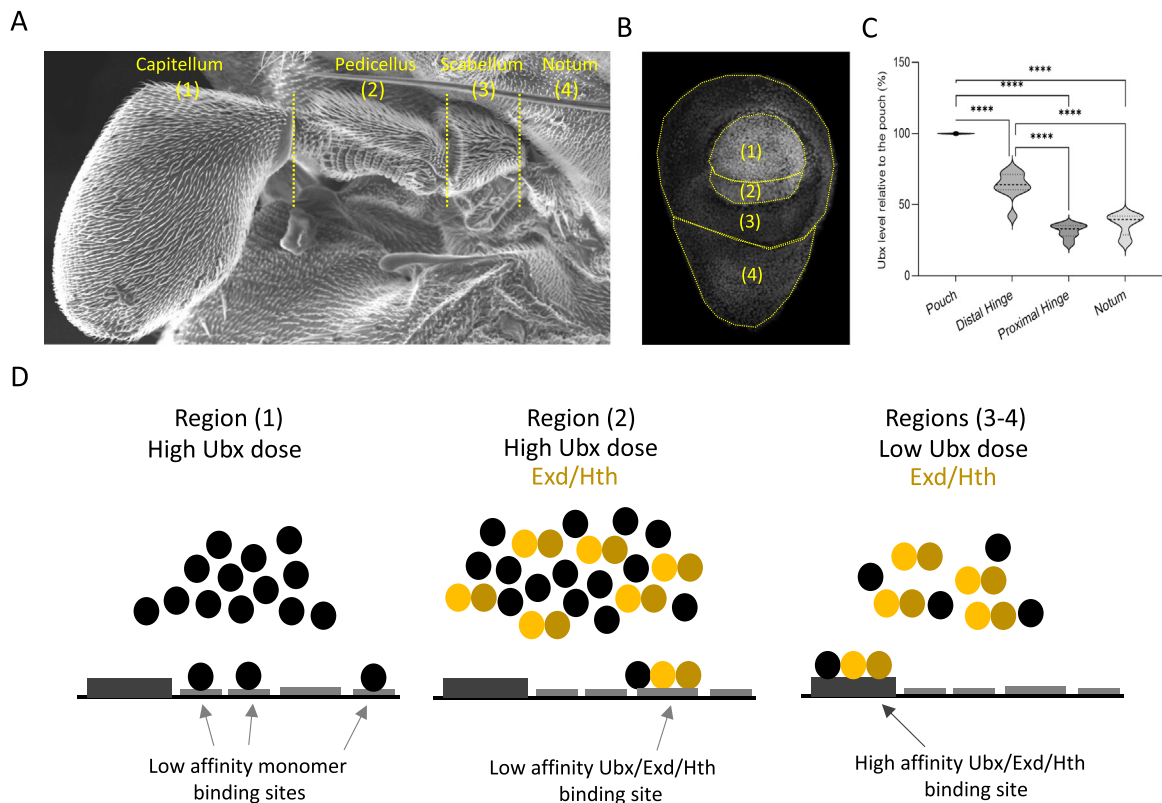 A
Capitellum
(1)
Pedicellus
(2)
Scabellum
(3)
Notum
(4)
B
(1)
(2)
(3)
(4)
C
Ubx level relative to the pouch (%)
150
100
50
0
****
****
****
****
****
Pouch
Distal Hinge
Proximal Hinge
Notum
D
Region (1)
High Ubx dose
Region (2)
High Ubx dose
Exd/Hth
Regions (3-4)
Low Ubx dose
Exd/Hth
Low affinity monomer
binding sites
Low affinity Ubx/Exd/Hth
binding site
High affinity Ubx/Exd/Hth
binding site